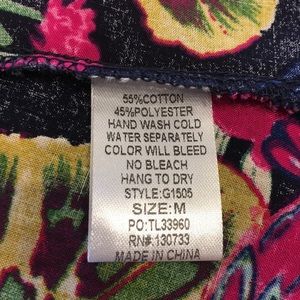 55%COTTON
45%POLYESTER
HAND WASH COLD
WATER SEPARATELY
COLOR WILL BLEED
NO BLEACH
HANG TO DRY
STYLE:G1505
SIZE:M
PO:TL33960
RN#:130733
MADE IN CHINA